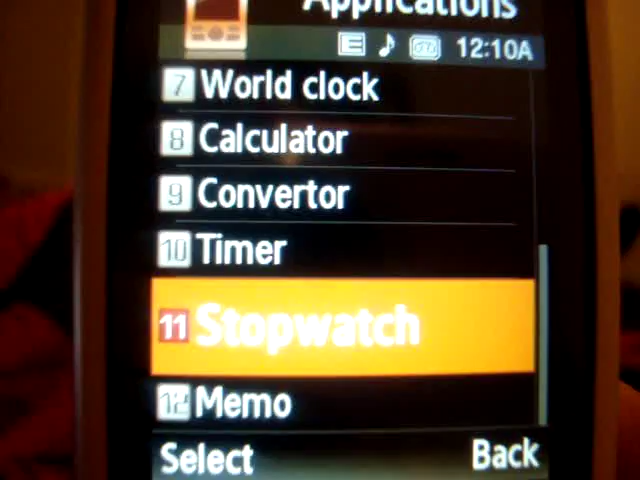 Applications
12:10A
7 World clock
8 Calculator
9 Convertor
10 Timer
11 Stopwatch
12 Memo
Select Back